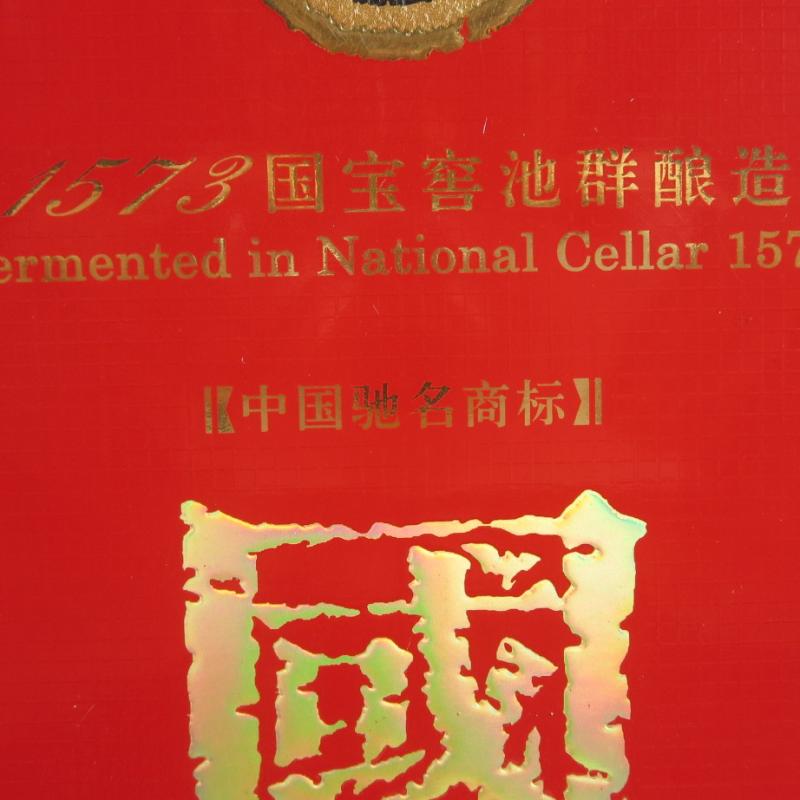 1573国宝窖池群酿造
ermented in National Cellar 157
【中国驰名商标】
國